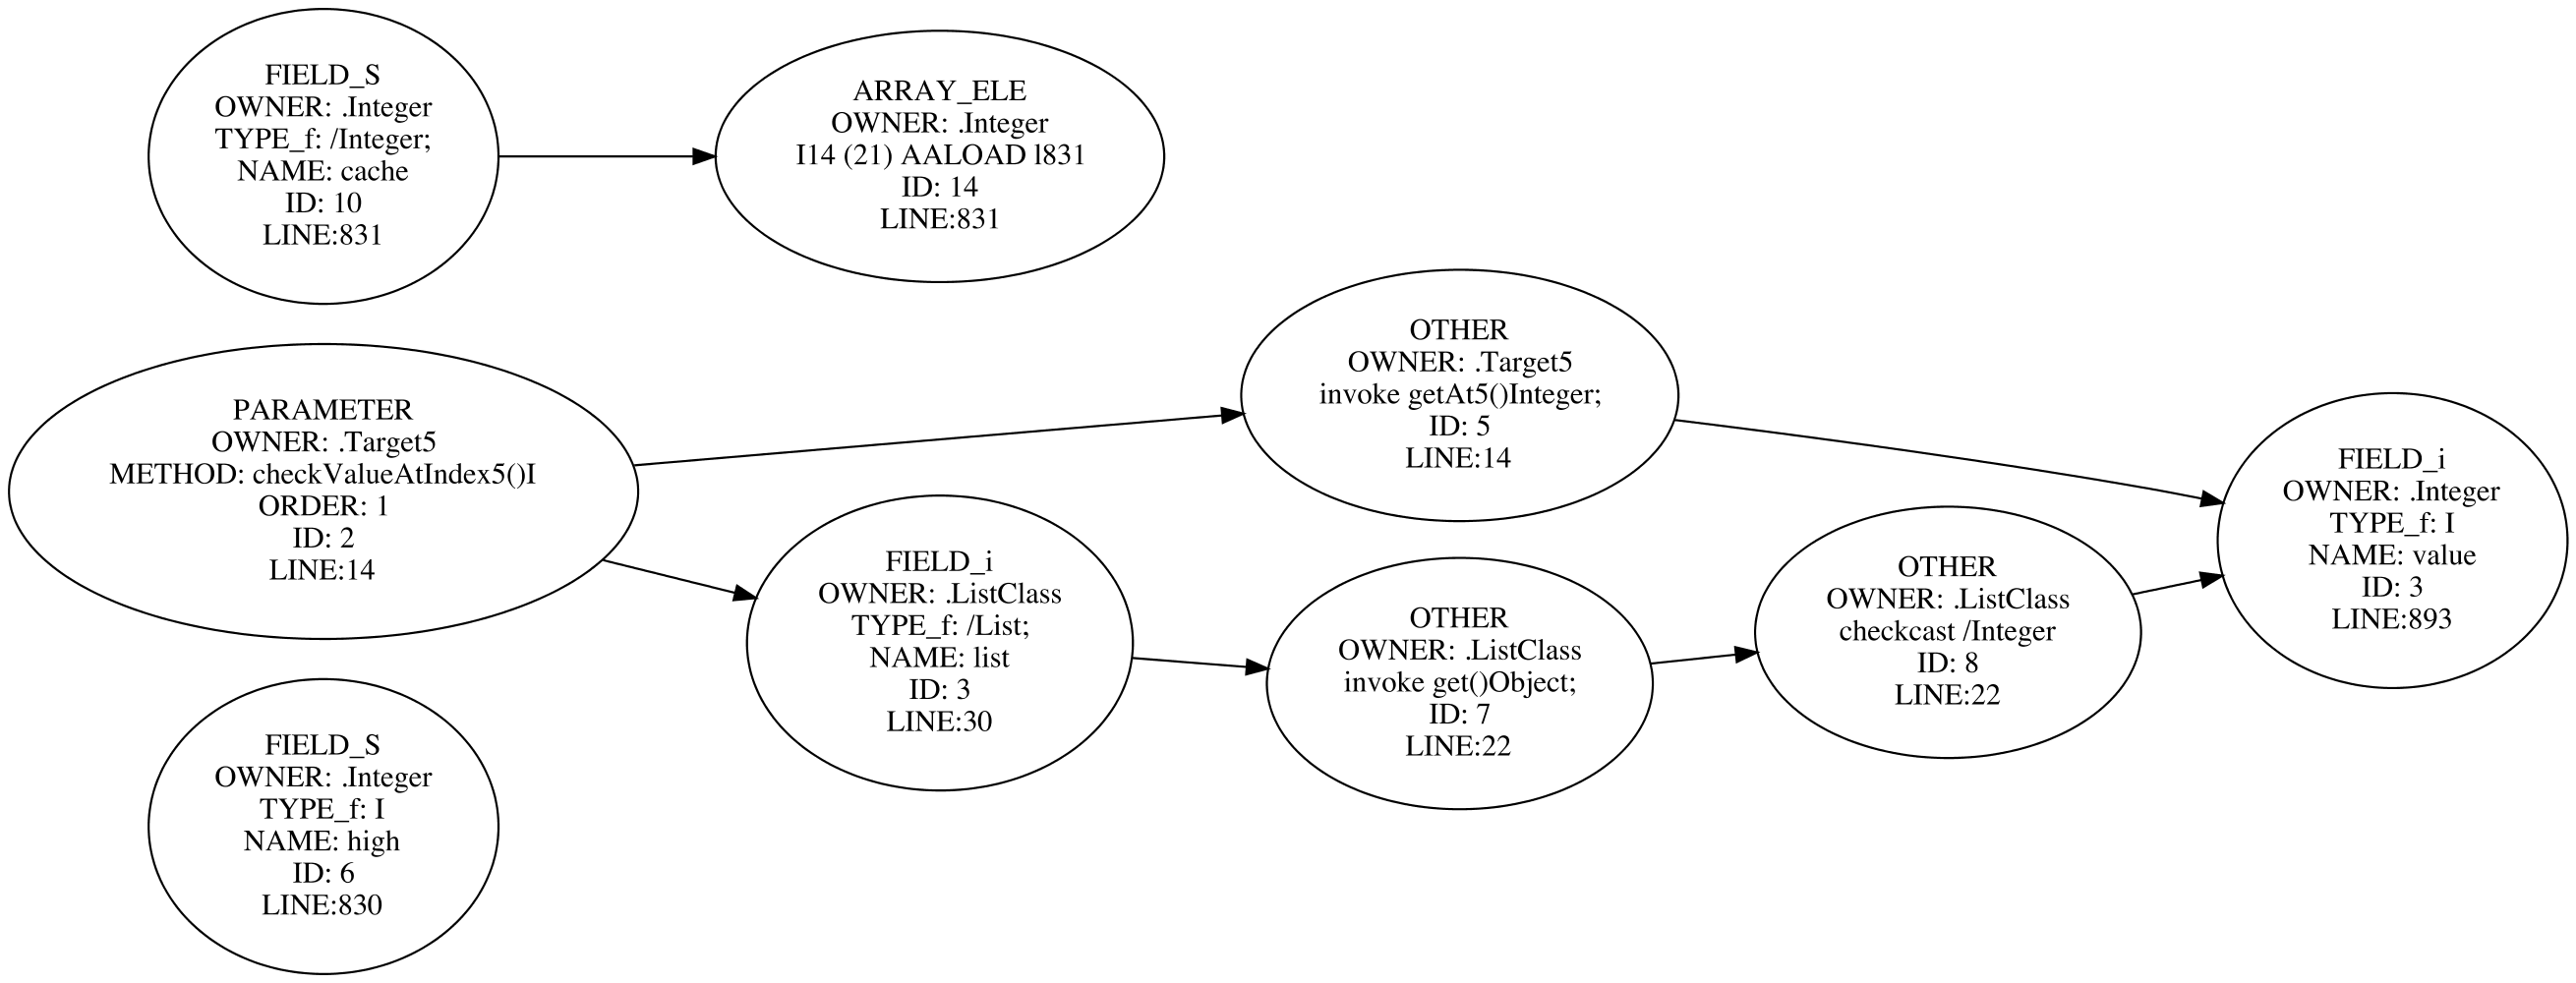 FIELD_S
OWNER: .Integer
TYPE_f: /Integer;
NAME: cache
ID: 10
LINE:831
ARRAY_ELE
OWNER: .Integer
I14 (21) AALOAD l831
ID: 14
LINE:831
PARAMETER
OWNER: .Target5
METHOD: checkValueAtIndex5()I
ORDER: 1
ID: 2
LINE:14
OTHER
OWNER: .Target5
invoke getAt5()Integer;
ID: 5
LINE:14
FIELD_i
OWNER: .ListClass
TYPE_f: /List;
NAME: list
ID: 3
LINE:30
OTHER
OWNER: .ListClass
invoke get()Object;
ID: 7
LINE:22
OTHER
OWNER: .ListClass
checkcast /Integer
ID: 8
LINE:22
FIELD_i
OWNER: .Integer
TYPE_f: I
NAME: value
ID: 3
LINE:893
FIELD_S
OWNER: .Integer
TYPE_f: I
NAME: high
ID: 6
LINE:830